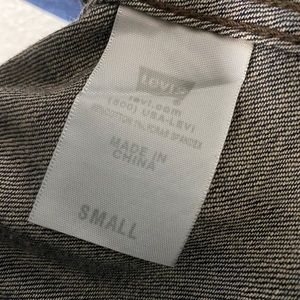 LEVI'S
levi.com
(800) USA-LEVI
MADE IN
CHINA
SMALL